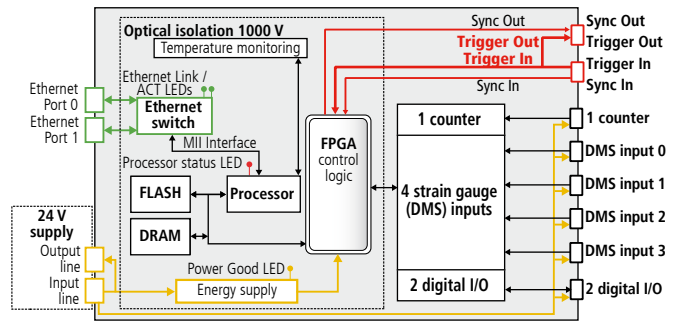 Optical isolation 1000 V
Temperature monitoring
Sync Out
Trigger Out
Trigger In
Sync In
Sync Out
Trigger Out
Trigger In
Sync In
Ethernet
Port 0
Ethernet
Port 1
Ethernet Link /
ACT LEDs
Ethernet
switch
MII Interface
Processor status LED
FLASH
DRAM
Processor
FPGA
control
logic
1 counter
4 strain gauge
(DMS) inputs
2 digital I/O
1 counter
DMS input 0
DMS input 1
DMS input 2
DMS input 3
2 digital I/O
24 V
supply
Output
line
Input
line
Power Good LED
Energy supply